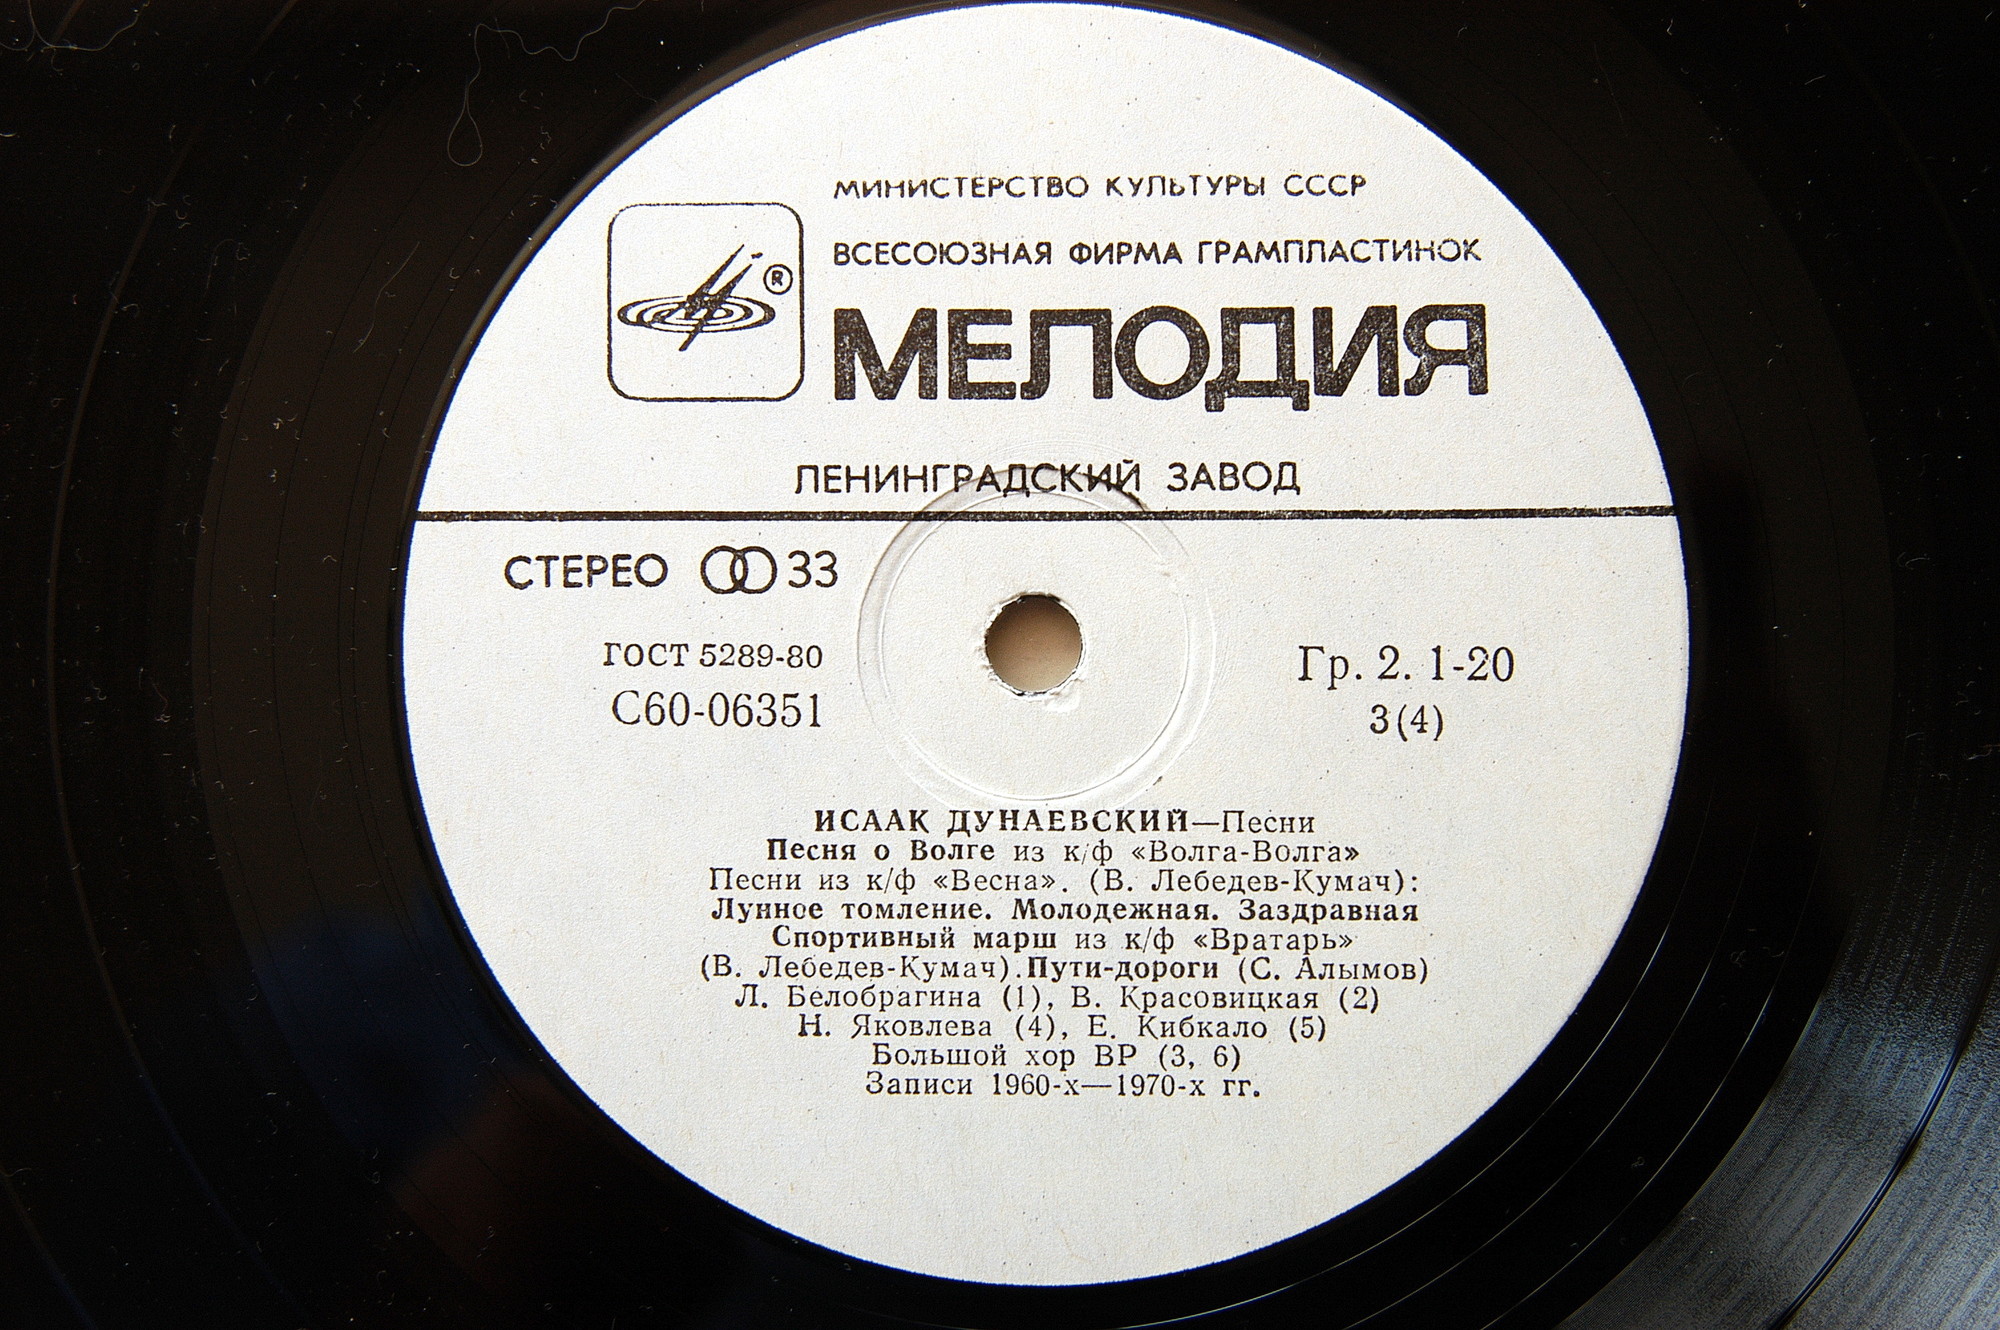 МИНИСТЕРСТВО КУЛЬТУРЫ СССР
ВСЕСОЮЗНАЯ ФИРМА ГРАМПЛАСТИНОК
®
МЕЛОДИЯ
ЛЕНИНГРАДСКИЙ ЗАВОД
СТЕРЕО 33
ГОСТ 5289-80
С60-06351
Гр. 2. 1-20
3(4)
ИСААК ДУНАЕВСКИЙ—Песни
Песня о Волге из к/ф «Волга-Волга»
Песни из к/ф «Весна». (В. Лебедев-Кумач):
Лунное томление. Молодежная. Заздравная
Спортивный марш из к/ф «Вратарь»
(В. Лебедев-Кумач). Пути-дороги (С. Алымов)
Л. Белобрагина (1), В. Красовицкая (2)
Н. Яковлева (4), Е. Кибкало (5)
Большой хор ВР (3, 6)
Записи 1960-х—1970-х гг.